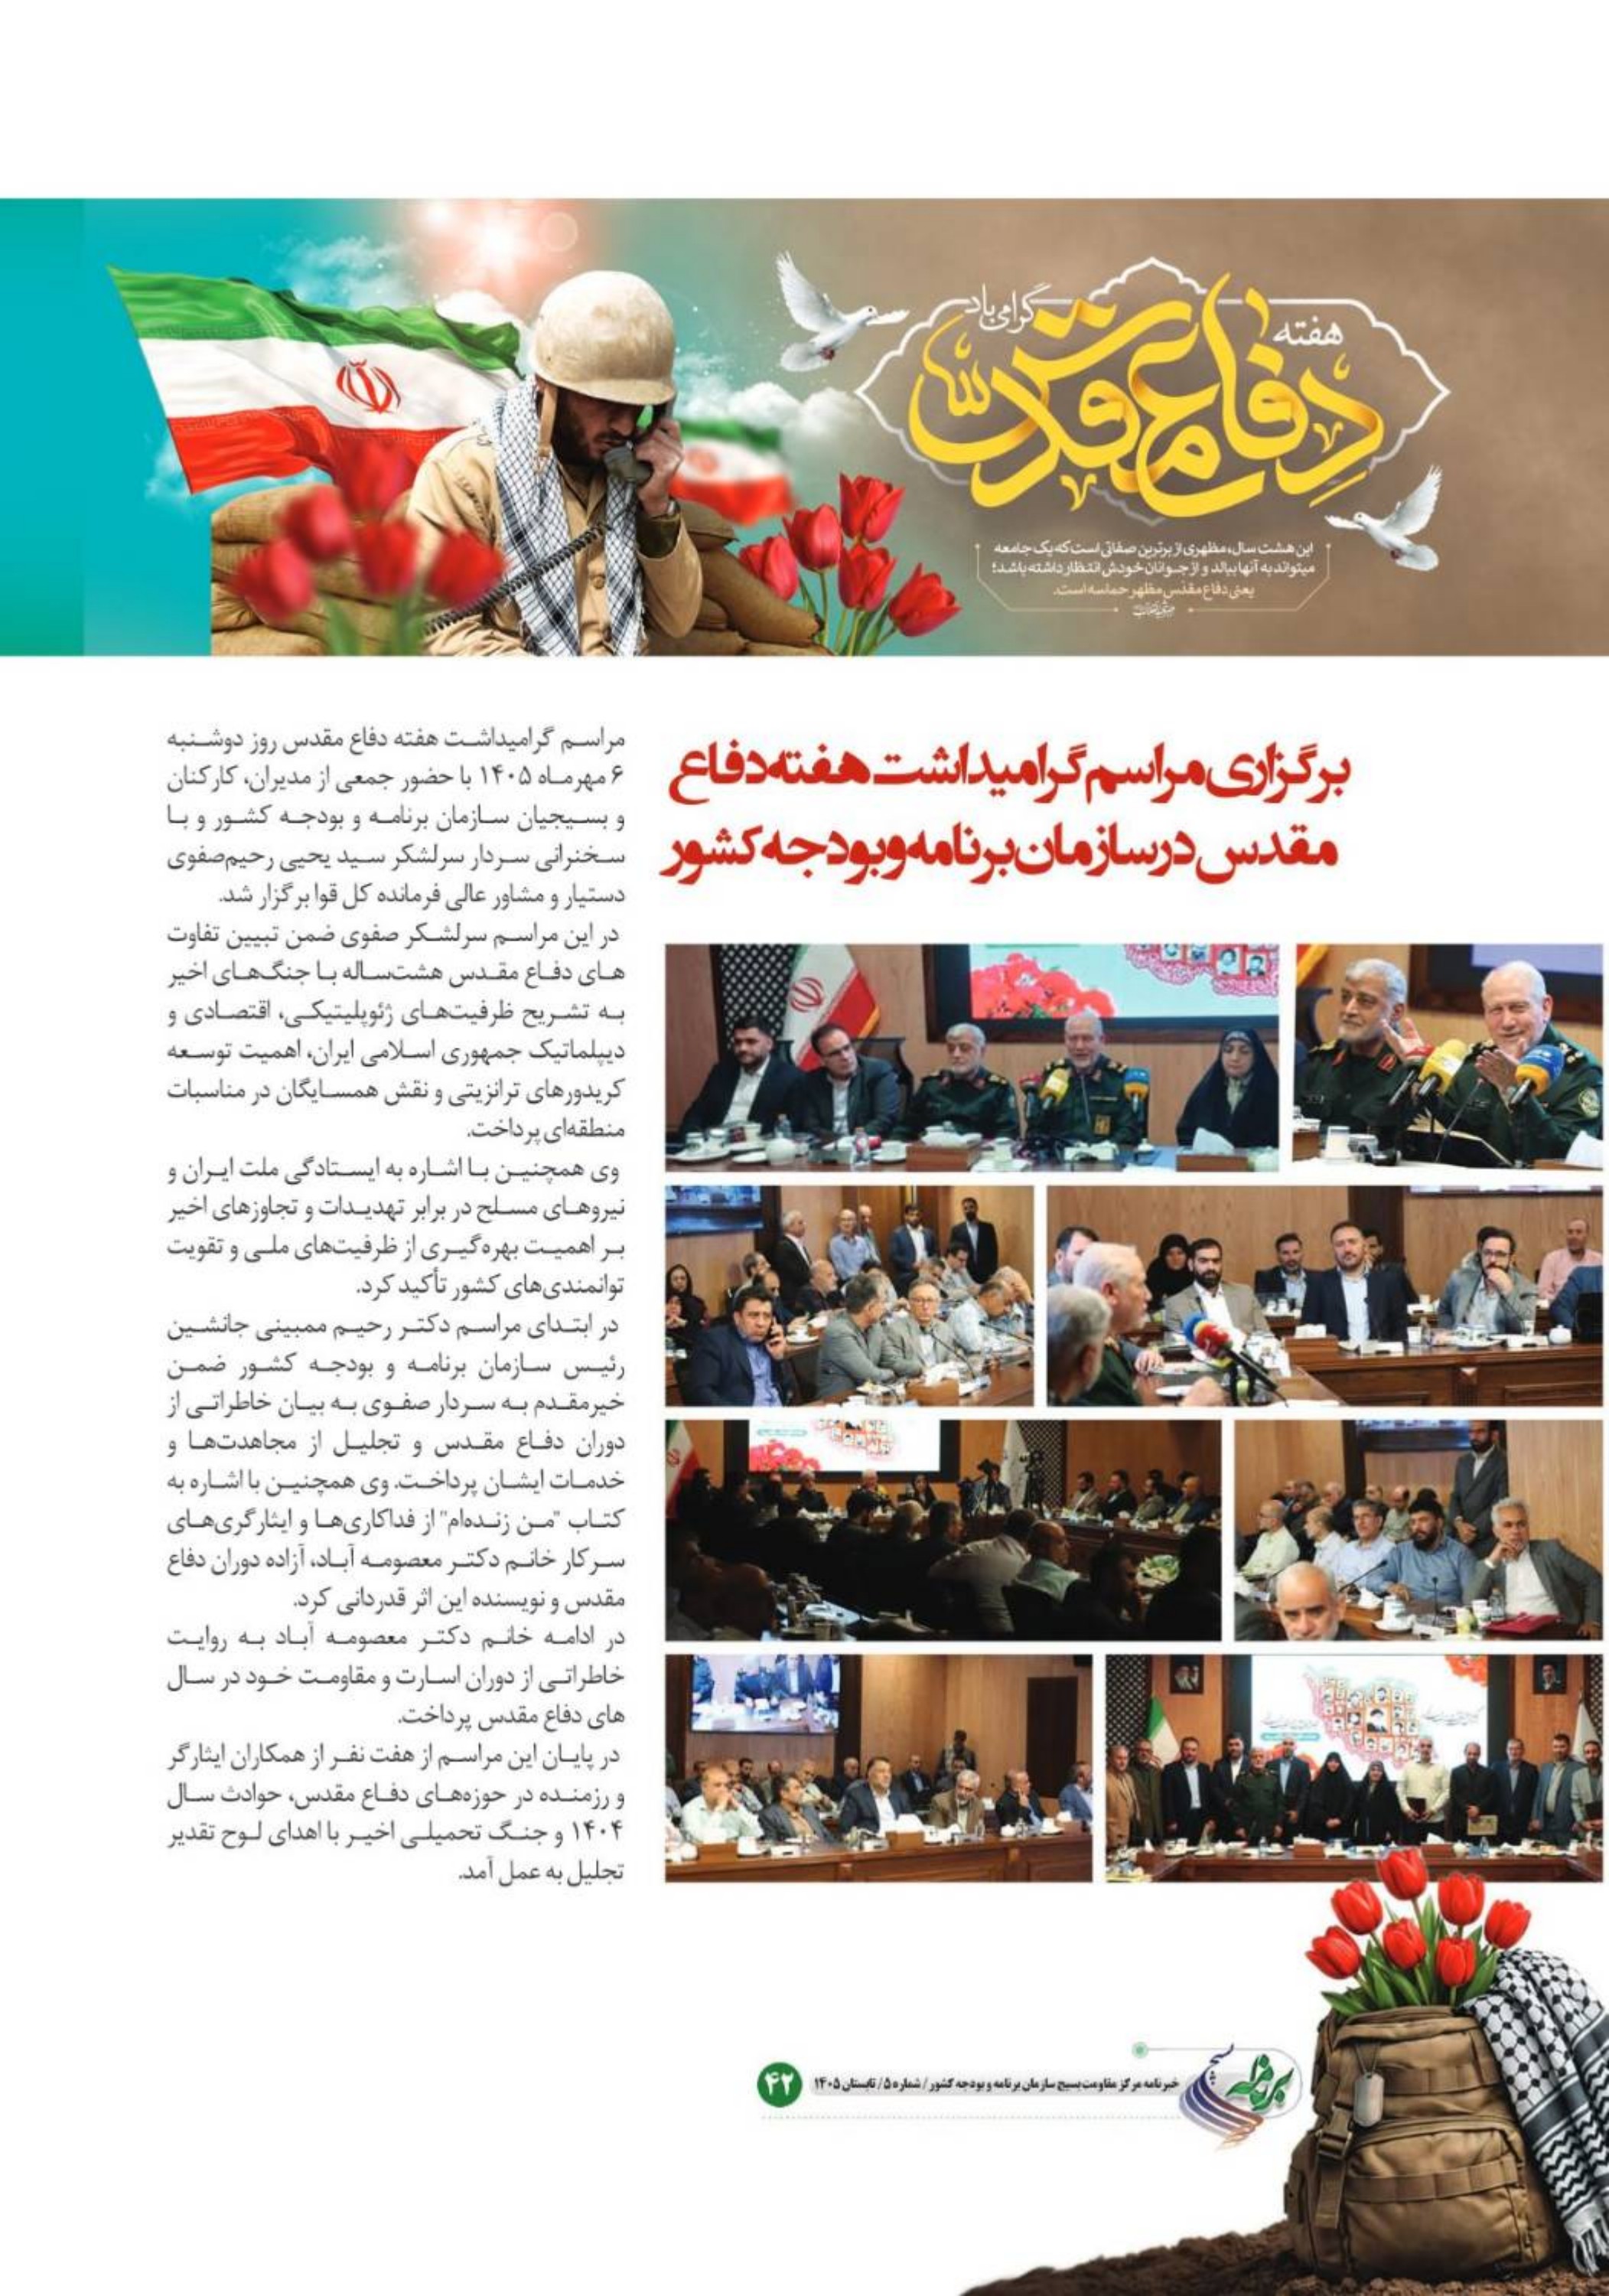 هفته
دفاع مقدس
گرامی باد
این هشت سال، مظهری از برترین صفاتی است که یک جامعه
میتواند به آنها ببالد و از جوانان خودش انتظار داشته باشد؛
یعنی دفاع مقدّس مظهر حماسه است.
برگزاری مراسم گرامیداشت هفته دفاع
مقدس در سازمان برنامه و بودجه کشور
مراسم گرامیداشت هفته دفاع مقدس روز دوشنبه
۶ مهرماه ۱۴۰۵ با حضور جمعی از مدیران، کارکنان
و بسیجیان سازمان برنامه و بودجه کشور و با
سخنرانی سردار سرلشکر سید یحیی رحیم‌صفوی
دستیار و مشاور عالی فرمانده کل قوا برگزار شد.
در این مراسم سرلشکر صفوی ضمن تبیین تفاوت
های دفاع مقدس هشت‌ساله با جنگ‌های اخیر
به تشریح ظرفیت‌های ژئوپلیتیکی، اقتصادی و
دیپلماتیک جمهوری اسلامی ایران، اهمیت توسعه
کریدورهای ترانزیتی و نقش همسایگان در مناسبات
منطقه‌ای پرداخت.
وی همچنین با اشاره به ایستادگی ملت ایران و
نیروهای مسلح در برابر تهدیدات و تجاوزهای اخیر
بر اهمیت بهره‌گیری از ظرفیت‌های ملی و تقویت
توانمندی‌های کشور تأکید کرد.
در ابتدای مراسم دکتر رحیم ممبینی جانشین
رئیس سازمان برنامه و بودجه کشور ضمن
خیرمقدم به سردار صفوی به بیان خاطراتی از
دوران دفاع مقدس و تجلیل از مجاهدت‌ها و
خدمات ایشان پرداخت. وی همچنین با اشاره به
کتاب "من زنده‌ام" از فداکاری‌ها و ایثارگری‌های
سرکار خانم دکتر معصومه آباد، آزاده دوران دفاع
مقدس و نویسنده این اثر قدردانی کرد.
در ادامه خانم دکتر معصومه آباد به روایت
خاطراتی از دوران اسارت و مقاومت خود در سال
های دفاع مقدس پرداخت.
در پایان این مراسم از هفت نفر از همکاران ایثارگر
و رزمنده در حوزه‌های دفاع مقدس، حوادث سال
۱۴۰۴ و جنگ تحمیلی اخیر با اهدای لوح تقدیر
تجلیل به عمل آمد.
برنامه
بسیج
خبرنامه مرکز مقاومت بسیج سازمان برنامه و بودجه کشور / شماره ۵ / تابستان ۱۴۰۵
۴۲